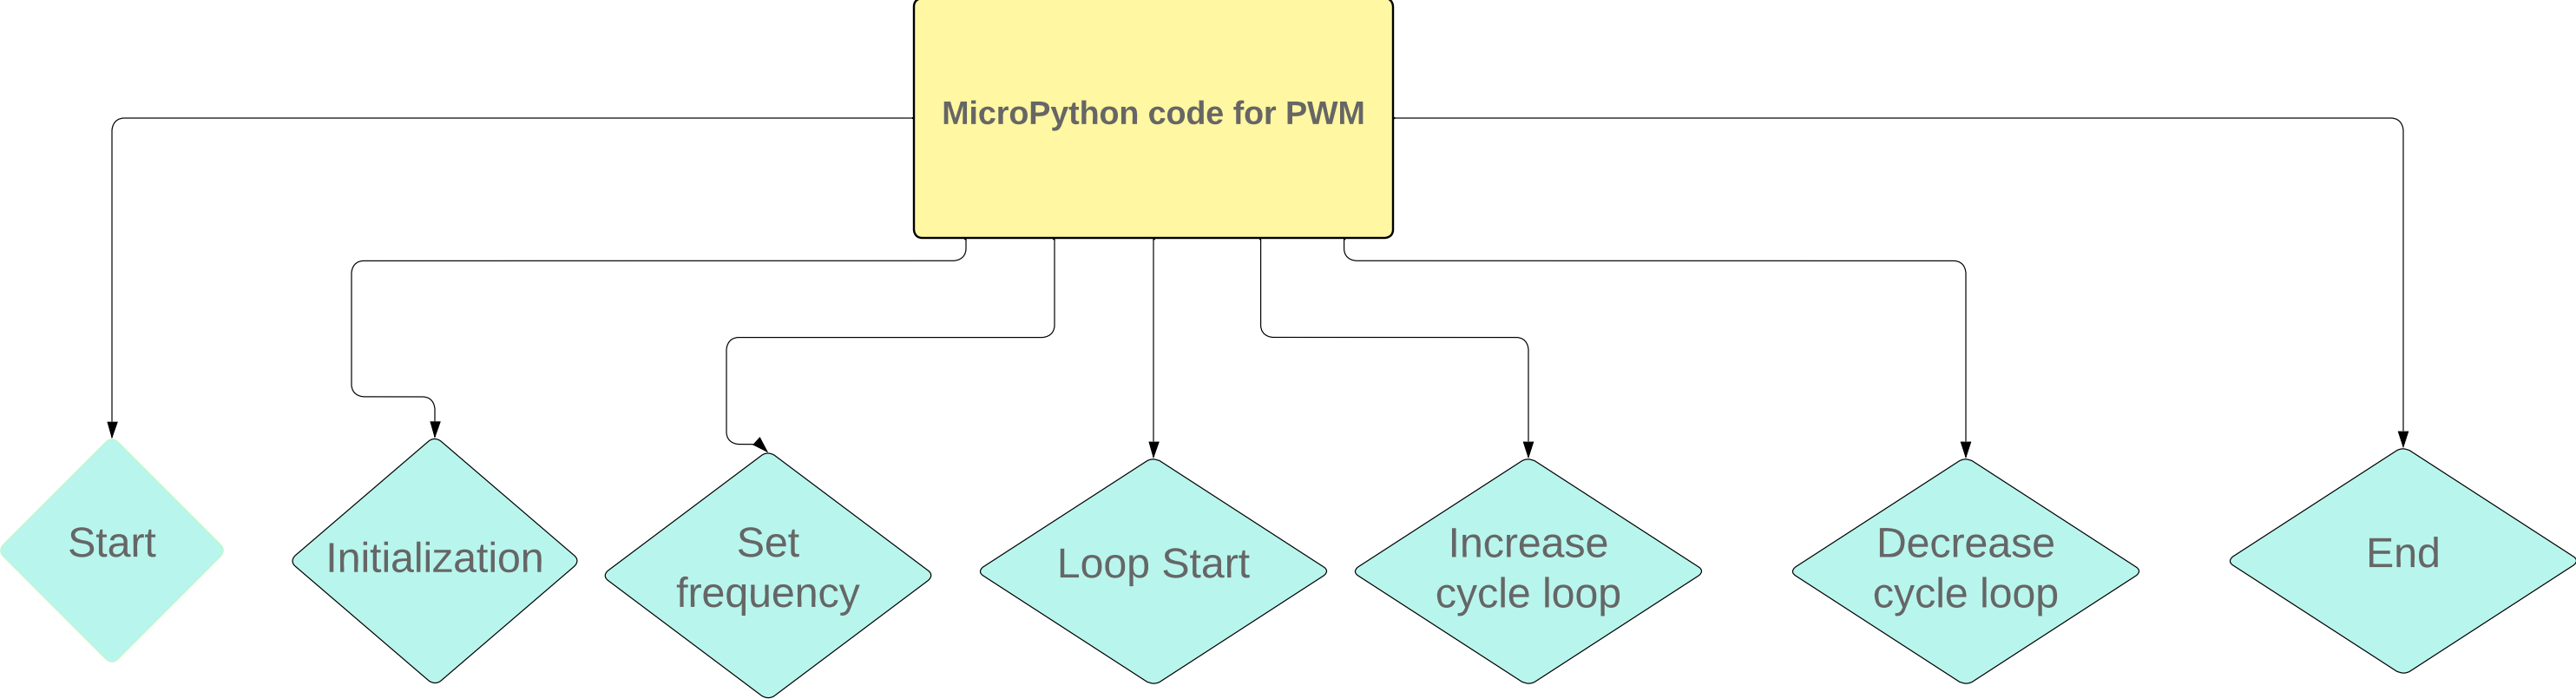 MicroPython code for PWM
Start
Initialization
Set
frequency
Loop Start
Increase
cycle loop
Decrease
cycle loop
End